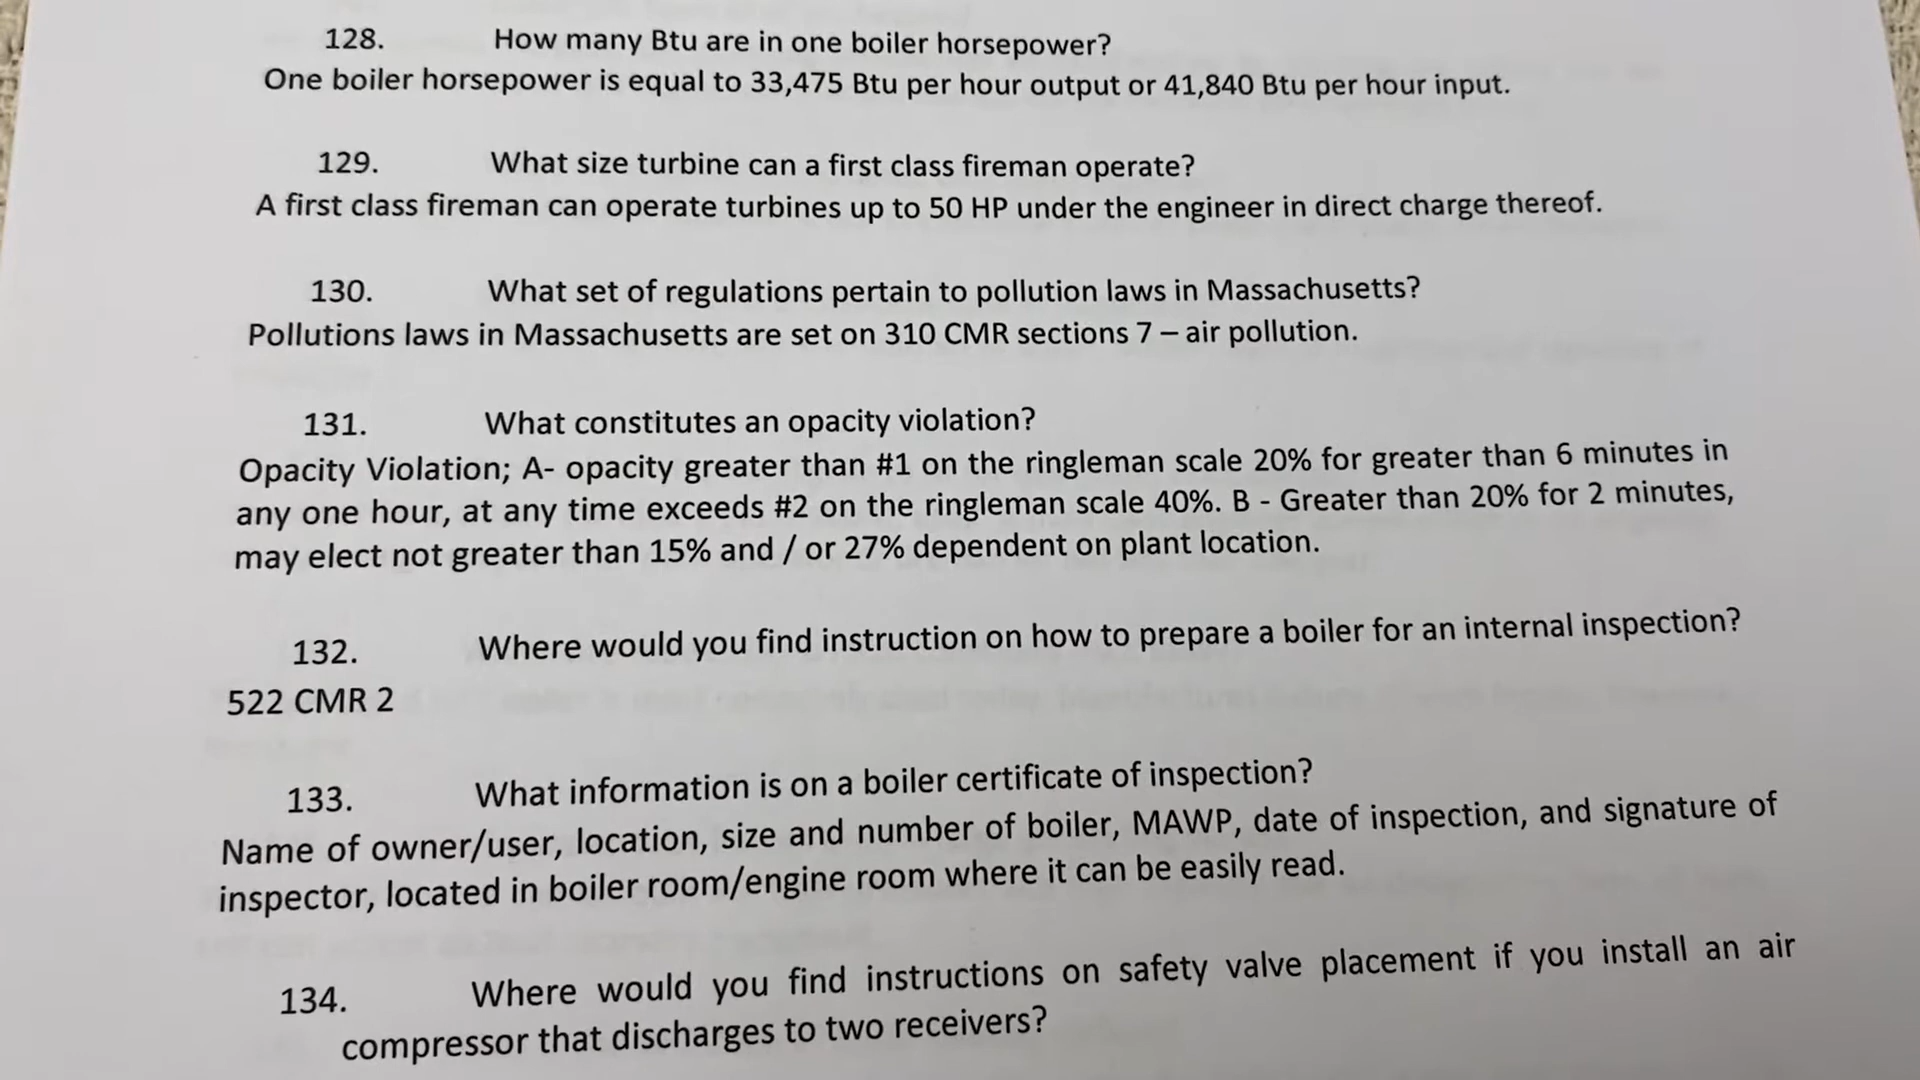 128. How many Btu are in one boiler horsepower?
One boiler horsepower is equal to 33,475 Btu per hour output or 41,840 Btu per hour input.
129. What size turbine can a first class fireman operate?
A first class fireman can operate turbines up to 50 HP under the engineer in direct charge thereof.
130. What set of regulations pertain to pollution laws in Massachusetts?
Pollutions laws in Massachusetts are set on 310 CMR sections 7 – air pollution.
131. What constitutes an opacity violation?
Opacity Violation; A- opacity greater than #1 on the ringleman scale 20% for greater than 6 minutes in
any one hour, at any time exceeds #2 on the ringleman scale 40%. B - Greater than 20% for 2 minutes,
may elect not greater than 15% and / or 27% dependent on plant location.
132. Where would you find instruction on how to prepare a boiler for an internal inspection?
522 CMR 2
133. What information is on a boiler certificate of inspection?
Name of owner/user, location, size and number of boiler, MAWP, date of inspection, and signature of
inspector, located in boiler room/engine room where it can be easily read.
134. Where would you find instructions on safety valve placement if you install an air
compressor that discharges to two receivers?